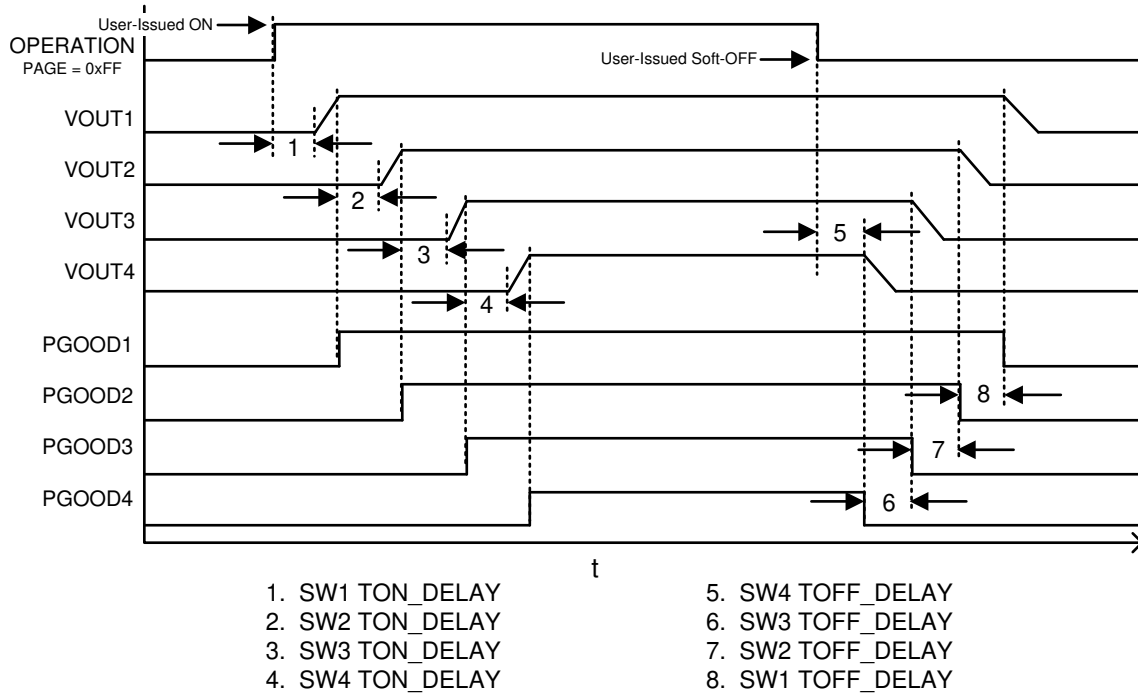 User-Issued ON
OPERATION
PAGE = 0xFF
User-Issued Soft-OFF
VOUT1
1
VOUT2
2
VOUT3
3
5
VOUT4
4
PGOOD1
PGOOD2
8
PGOOD3
7
PGOOD4
6
t
1. SW1 TON_DELAY
2. SW2 TON_DELAY
3. SW3 TON_DELAY
4. SW4 TON_DELAY
5. SW4 TOFF_DELAY
6. SW3 TOFF_DELAY
7. SW2 TOFF_DELAY
8. SW1 TOFF_DELAY